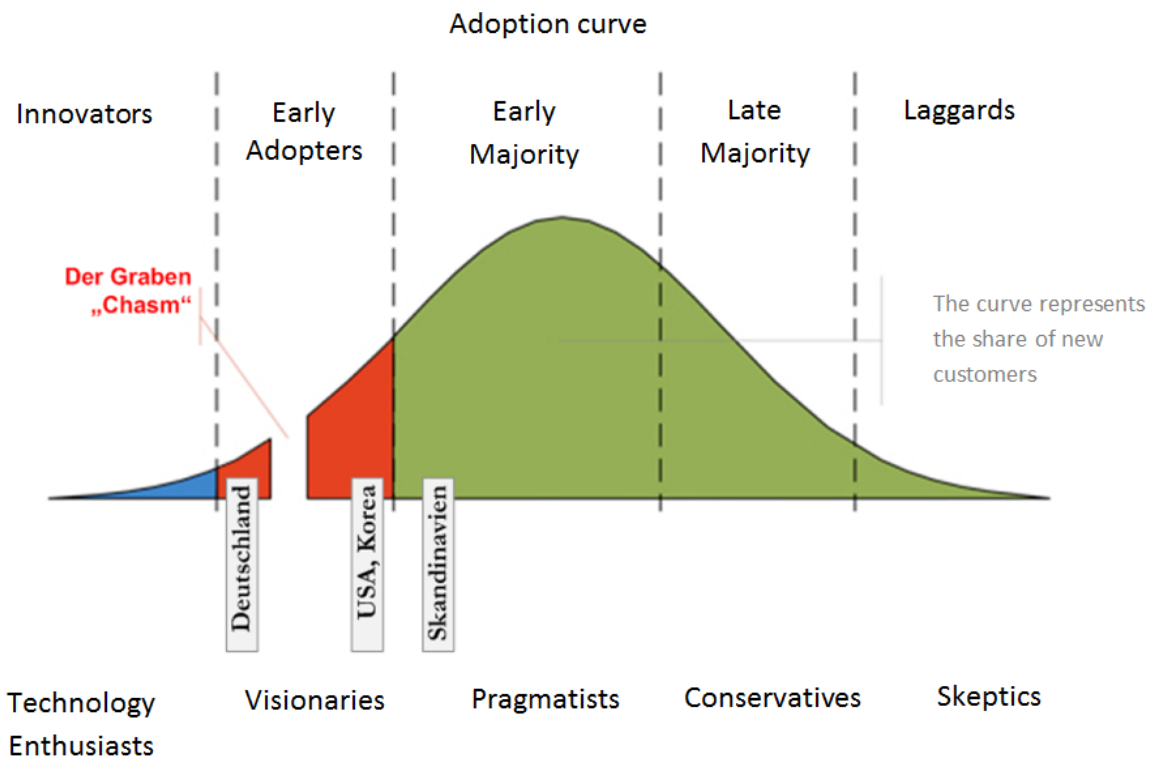 Adoption curve
Innovators
Early
Adopters
Early
Majority
Late
Majority
Laggards
Der Graben
„Chasm“
The curve represents
the share of new
customers
Deutschland
USA, Korea
Skandinavien
Technology
Enthusiasts
Visionaries
Pragmatists
Conservatives
Skeptics